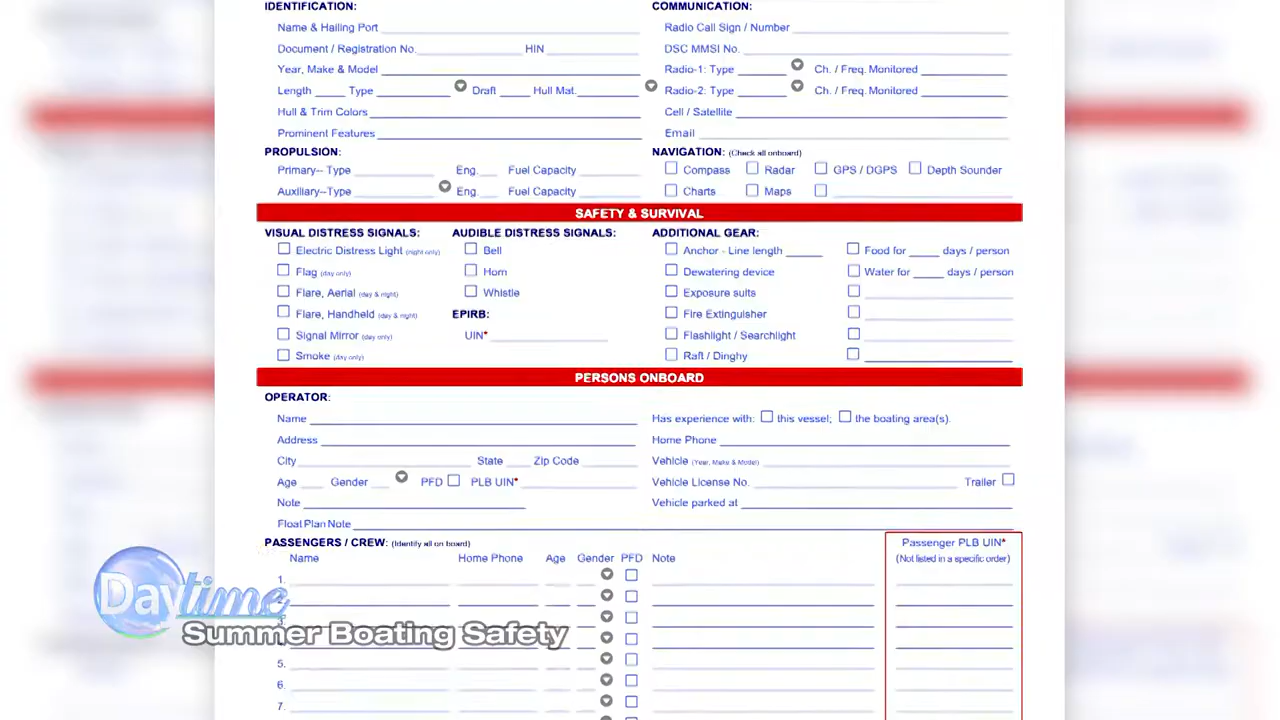 IDENTIFICATION:
Name & Hailing Port
Document / Registration No. HIN
Year, Make & Model
Length Type Draft Hull Mat.
Hull & Trim Colors
Prominent Features
PROPULSION:
Primary-- Type Eng. Fuel Capacity
Auxiliary--Type Eng. Fuel Capacity
COMMUNICATION:
Radio Call Sign / Number
DSC MMSI No.
Radio-1: Type Ch. / Freq. Monitored
Radio-2: Type Ch. / Freq. Monitored
Cell / Satellite
Email
NAVIGATION: (Check all onboard)
Compass Radar GPS / DGPS Depth Sounder
Charts Maps
SAFETY & SURVIVAL
VISUAL DISTRESS SIGNALS:
Electric Distress Light (night only)
Flag (day only)
Flare, Aerial (day & night)
Flare, Handheld (day & night)
Signal Mirror (day only)
Smoke (day only)
AUDIBLE DISTRESS SIGNALS:
Bell
Horn
Whistle
EPIRB:
UIN*
ADDITIONAL GEAR:
Anchor - Line length
Dewatering device
Exposure suits
Fire Extinguisher
Flashlight / Searchlight
Raft / Dinghy
Food for days / person
Water for days / person
PERSONS ONBOARD
OPERATOR:
Name
Address
City State Zip Code
Age Gender PFD PLB UIN*
Note
Float Plan Note
Has experience with: this vessel; the boating area(s).
Home Phone
Vehicle (Year, Make & Model)
Vehicle License No. Trailer
Vehicle parked at
PASSENGERS / CREW: (Identify all on board)
Name Home Phone Age Gender PFD Note
Passenger PLB UIN*
(Not listed in a specific order)
1.
5.
6.
7.
Daytime
Summer Boating Safety